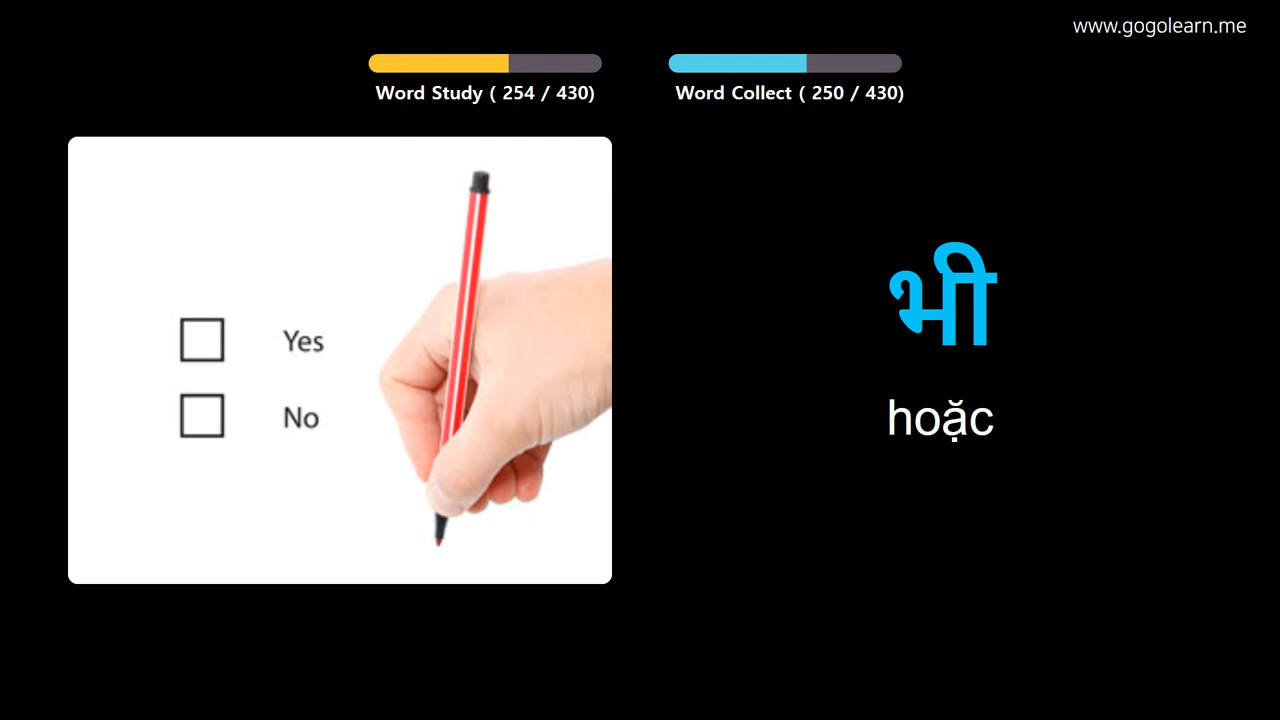 www.gogolearn.me
Word Study ( 254 / 430)
Word Collect ( 250 / 430)
Yes
No
भी
hoặc